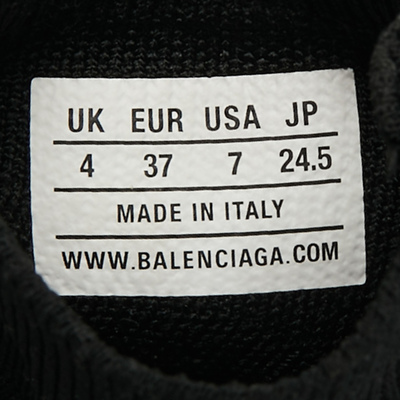 UK EUR USA JP
4 37 7 24.5
MADE IN ITALY
WWW.BALENCIAGA.COM